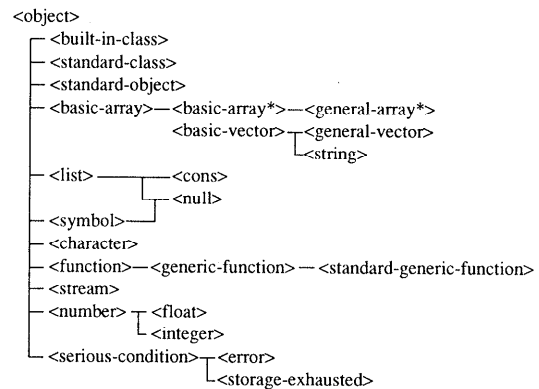 <object>
<built-in-class>
<standard-class>
<standard-object>
<basic-array> <basic-array*> <general-array*>
<basic-vector> <general-vector>
<string>
<list> <cons>
<null>
<symbol>
<character>
<function> <generic-function> <standard-generic-function>
<stream>
<number> <float>
<integer>
<serious-condition> <error>
<storage-exhausted>